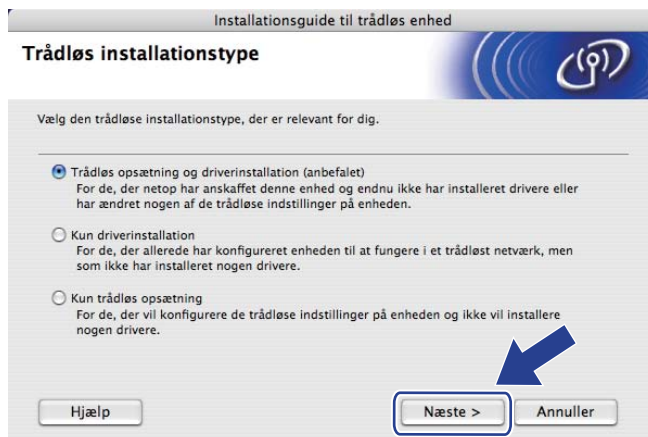 Installationsguide til trådløs enhed
Trådløs installationstype
Vælg den trådløse installationstype, der er relevant for dig.
Trådløs opsætning og driverinstallation (anbefalet)
For de, der netop har anskaffet denne enhed og endnu ikke har installeret drivere eller
har ændret nogen af de trådløse indstillinger på enheden.
Kun driverinstallation
For de, der allerede har konfigureret enheden til at fungere i et trådløst netværk, men
som ikke har installeret nogen drivere.
Kun trådløs opsætning
For de, der vil konfigurere de trådløse indstillinger på enheden og ikke vil installere
nogen drivere.
Hjælp
Næste >
Annuller